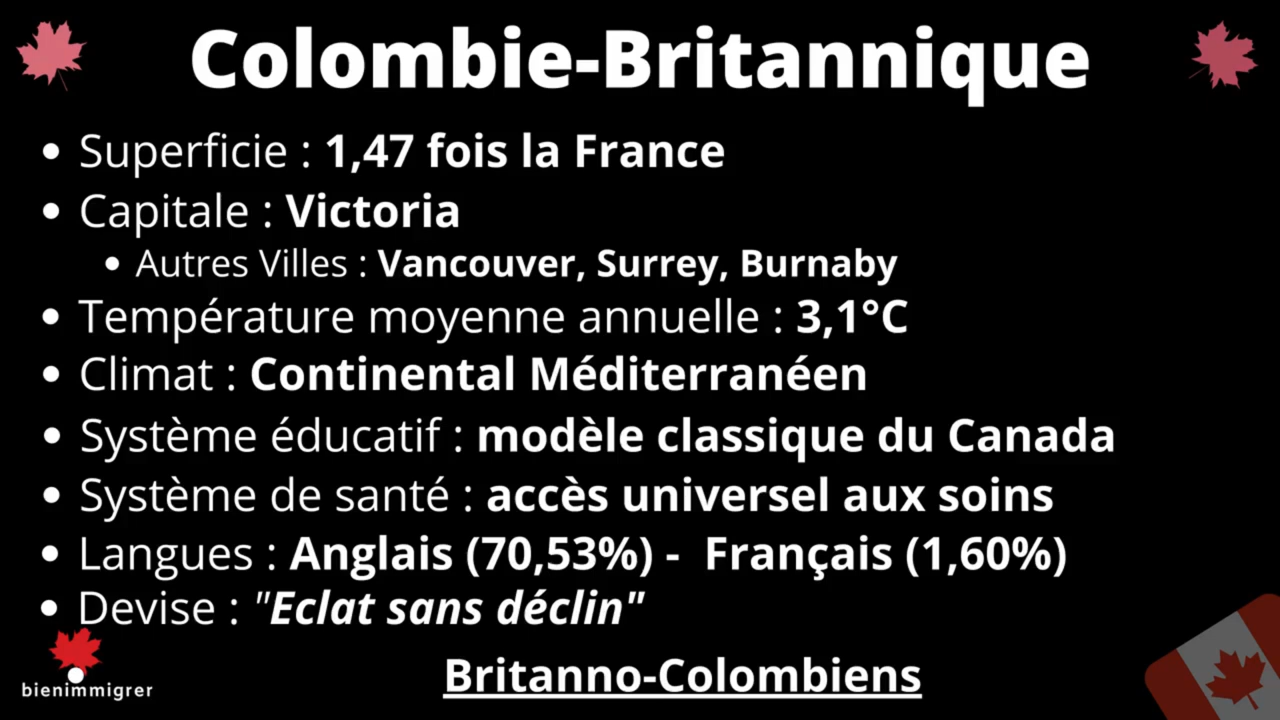 Colombie-Britannique
• Superficie : 1,47 fois la France
• Capitale : Victoria
• Autres Villes : Vancouver, Surrey, Burnaby
• Température moyenne annuelle : 3,1°C
• Climat : Continental Méditerranéen
• Système éducatif : modèle classique du Canada
• Système de santé : accès universel aux soins
• Langues : Anglais (70,53%) - Français (1,60%)
• Devise : "Eclat sans déclin"
Britanno-Colombiens
bienimmigrer